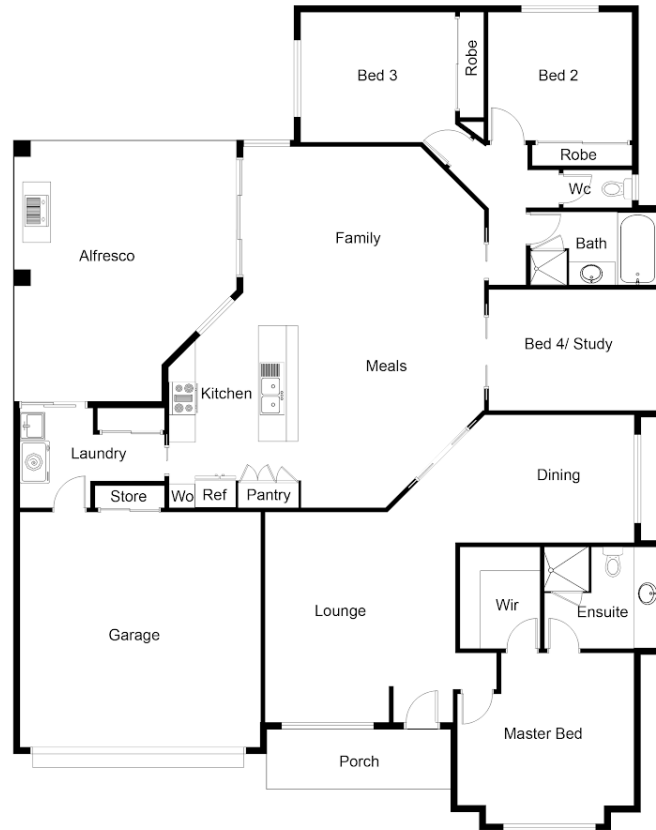 Bed 3
Robe
Bed 2
Robe
Wc
Family
Bath
Alfresco
Bed 4/ Study
Meals
Kitchen
Laundry
Store
Wo
Ref
Pantry
Dining
Lounge
Wir
Ensuite
Garage
Master Bed
Porch